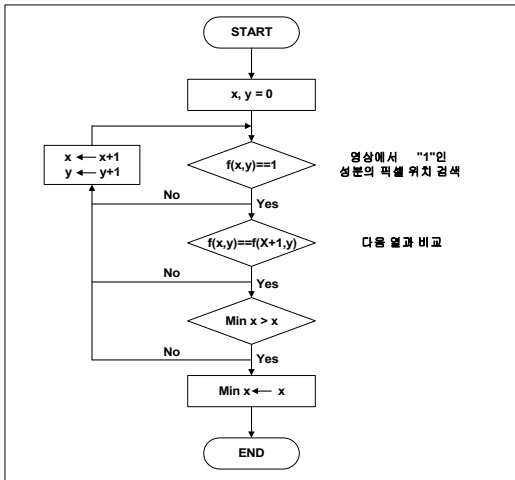 START
x, y = 0
x ← x+1
y ← y+1
f(x,y)==1
영상에서 "1"인
성분의 픽셀 위치 검색
No
Yes
f(x,y)==f(X+1,y)
다음 열과 비교
No
Yes
Min x > x
No
Yes
Min x ← x
END